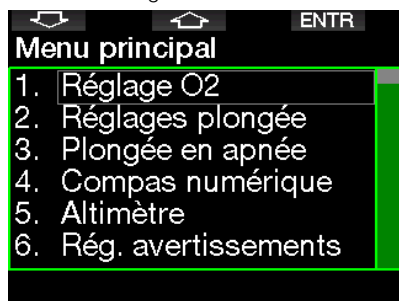 ENTR
Menu principal
1. Réglage O2
2. Réglages plongée
3. Plongée en apnée
4. Compas numérique
5. Altimètre
6. Rég. avertissements